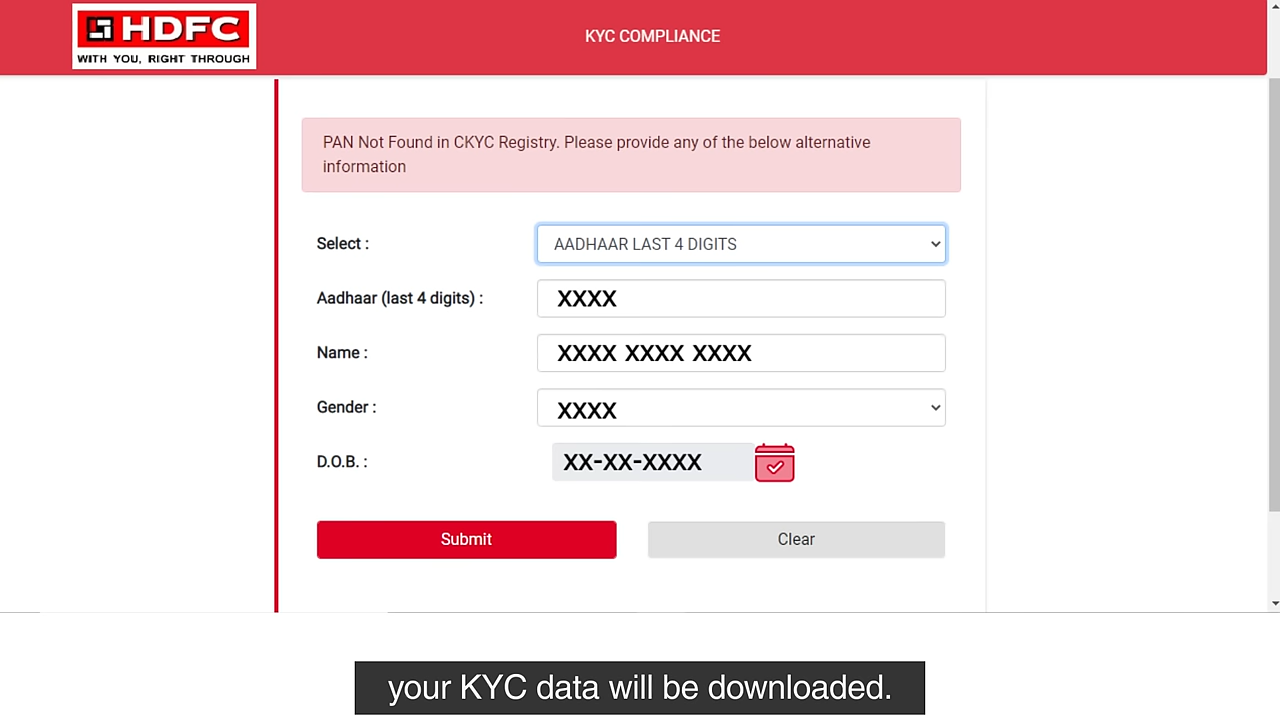 HDFC
WITH YOU, RIGHT THROUGH
KYC COMPLIANCE
PAN Not Found in CKYC Registry. Please provide any of the below alternative
information
Select :
AADHAAR LAST 4 DIGITS
Aadhaar (last 4 digits) :
XXXX
Name :
XXXX XXXX XXXX
Gender :
XXXX
D.O.B. :
XX-XX-XXXX
Submit
Clear
your KYC data will be downloaded.